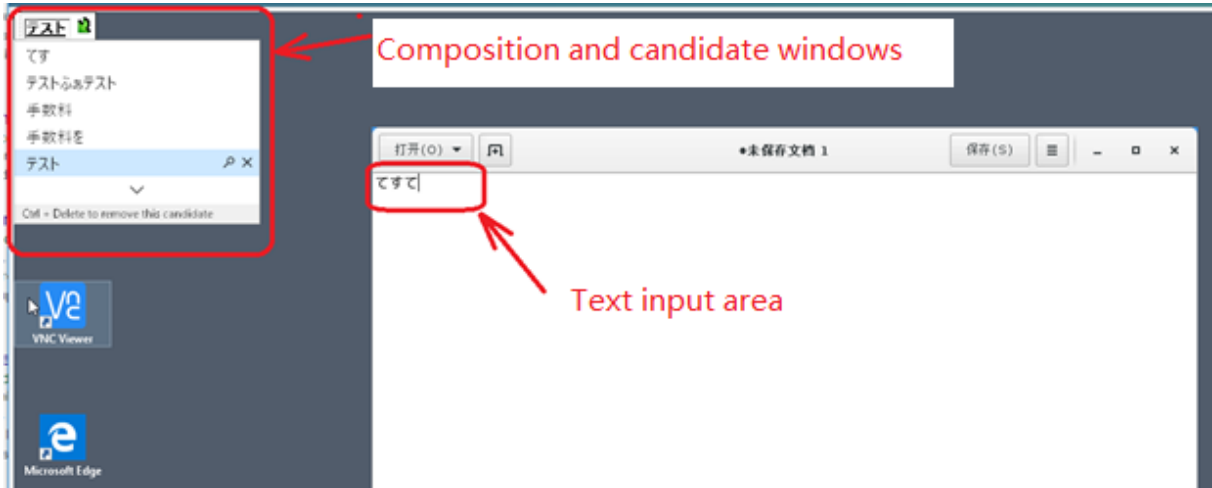 テスト
てす
テストふぁテスト
手数料
手数料を
テスト
Ctrl + Delete to remove this candidate
Composition and candidate windows
打开(O)
•未保存文档 1
保存(S)
てすて
Text input area
VNC Viewer
Microsoft Edge